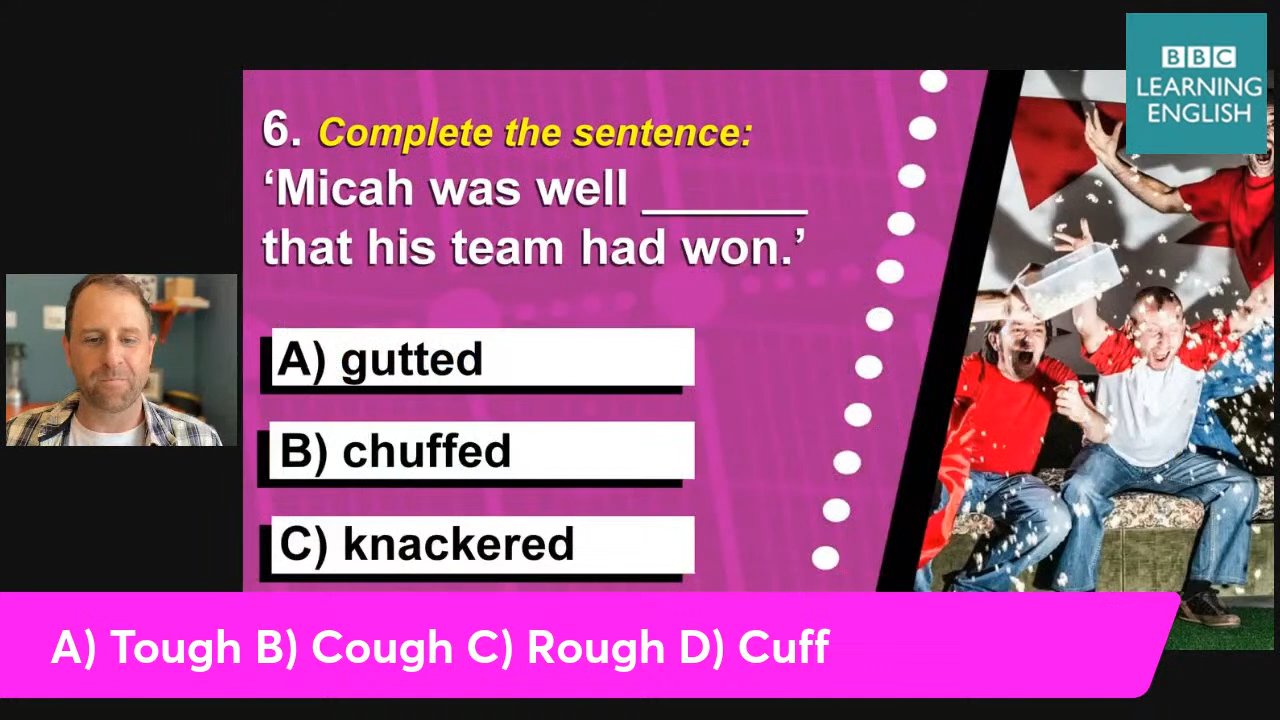 BBC
LEARNING
ENGLISH
6. Complete the sentence:
‘Micah was well ______
that his team had won.’
A) gutted
B) chuffed
C) knackered
A) Tough B) Cough C) Rough D) Cuff